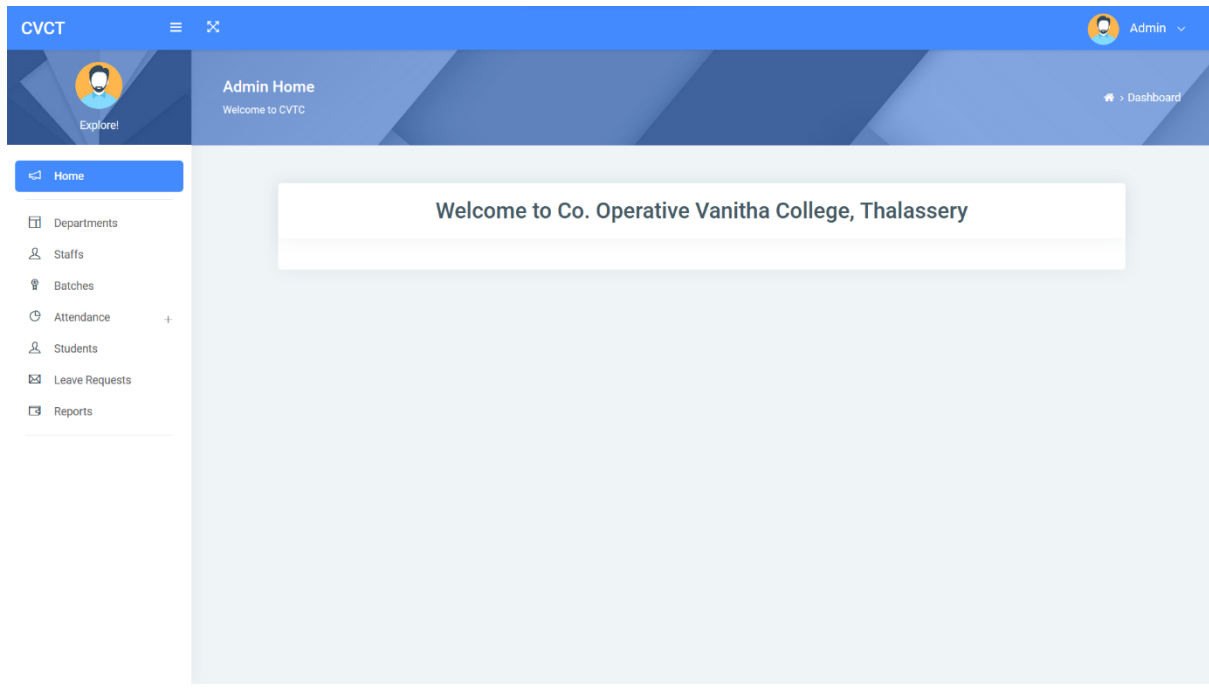 CVCT
Admin
Explore!
Admin Home
Welcome to CVTC
Dashboard
Home
Departments
Staffs
Batches
Attendance
Students
Leave Requests
Reports
Welcome to Co. Operative Vanitha College, Thalassery